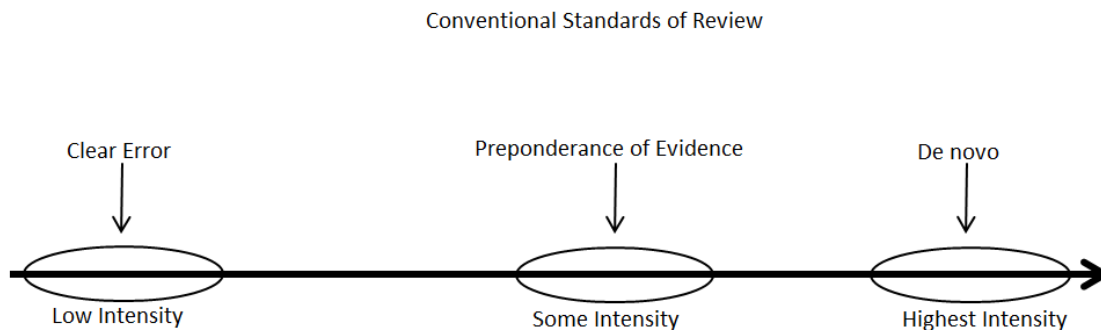 Conventional Standards of Review
Clear Error
Preponderance of Evidence
De novo
Low Intensity
Some Intensity
Highest Intensity